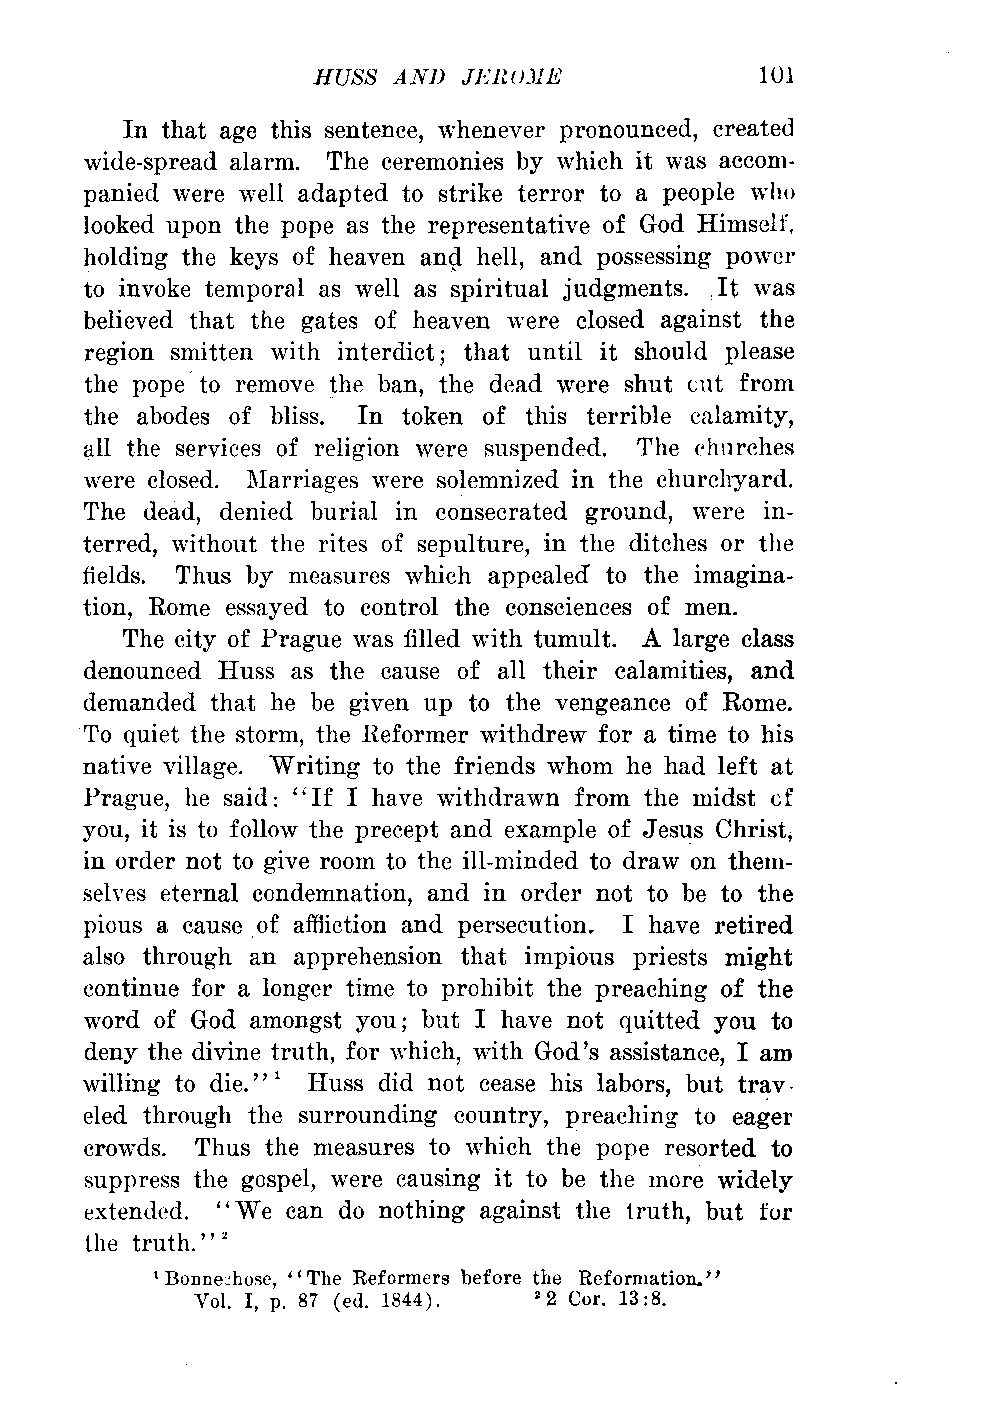 HUSS AND JEROME 101
In that age this sentence, whenever pronounced, created
wide-spread alarm. The ceremonies by which it was accom-
panied were well adapted to strike terror to a people who
looked upon the pope as the representative of God Himself,
holding the keys of heaven and hell, and possessing power
to invoke temporal as well as spiritual judgments. It was
believed that the gates of heaven were closed against the
region smitten with interdict; that until it should please
the pope to remove the ban, the dead were shut out from
the abodes of bliss. In token of this terrible calamity,
all the services of religion were suspended. The churches
were closed. Marriages were solemnized in the churchyard.
The dead, denied burial in consecrated ground, were in-
terred, without the rites of sepulture, in the ditches or the
fields. Thus by measures which appealed to the imagina-
tion, Rome essayed to control the consciences of men.
The city of Prague was filled with tumult. A large class
denounced Huss as the cause of all their calamities, and
demanded that he be given up to the vengeance of Rome.
To quiet the storm, the Reformer withdrew for a time to his
native village. Writing to the friends whom he had left at
Prague, he said: "If I have withdrawn from the midst of
you, it is to follow the precept and example of Jesus Christ,
in order not to give room to the ill-minded to draw on them-
selves eternal condemnation, and in order not to be to the
pious a cause of affliction and persecution. I have retired
also through an apprehension that impious priests might
continue for a longer time to prohibit the preaching of the
word of God amongst you; but I have not quitted you to
deny the divine truth, for which, with God's assistance, I am
willing to die."¹ Huss did not cease his labors, but trav-
eled through the surrounding country, preaching to eager
crowds. Thus the measures to which the pope resorted to
suppress the gospel, were causing it to be the more widely
extended. "We can do nothing against the truth, but for
the truth."²
¹ Bonnechose, "The Reformers before the Reformation."
Vol. I, p. 87 (ed. 1844). ² 2 Cor. 13:8.